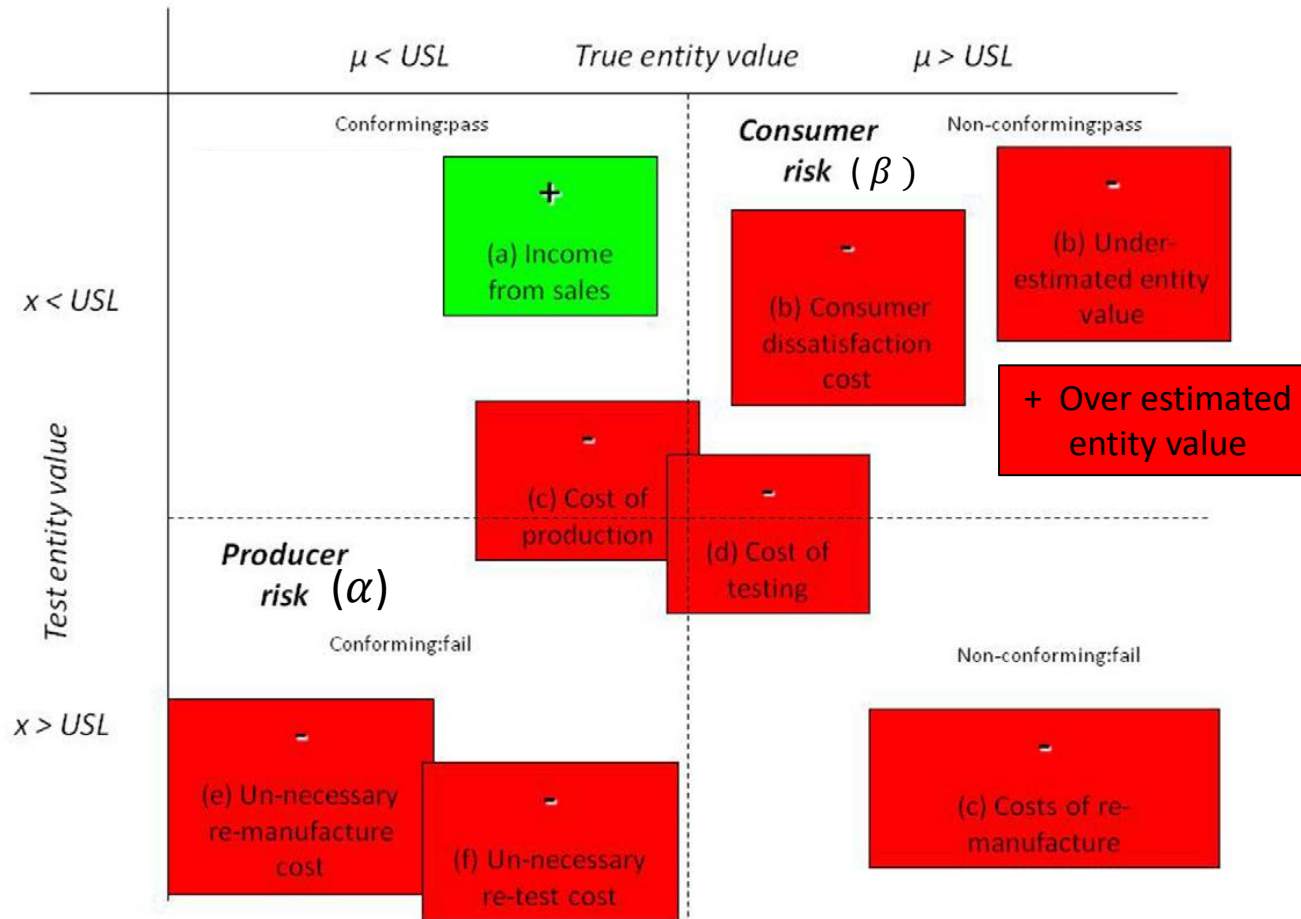 μ < USL True entity value μ > USL
Conforming:pass
Consumer
risk (β)
Non-conforming:pass
x < USL
+
(a) Income
from sales
-
(b) Consumer
dissatisfaction
cost
-
(b) Under-
estimated entity
value
+ Over estimated
entity value
-
(c) Cost of
production
-
(d) Cost of
testing
Test entity value
Producer
risk (α)
Conforming:fail
Non-conforming:fail
x > USL
-
(e) Un-necessary
re-manufacture
cost
-
(f) Un-necessary
re-test cost
-
(c) Costs of re-
manufacture